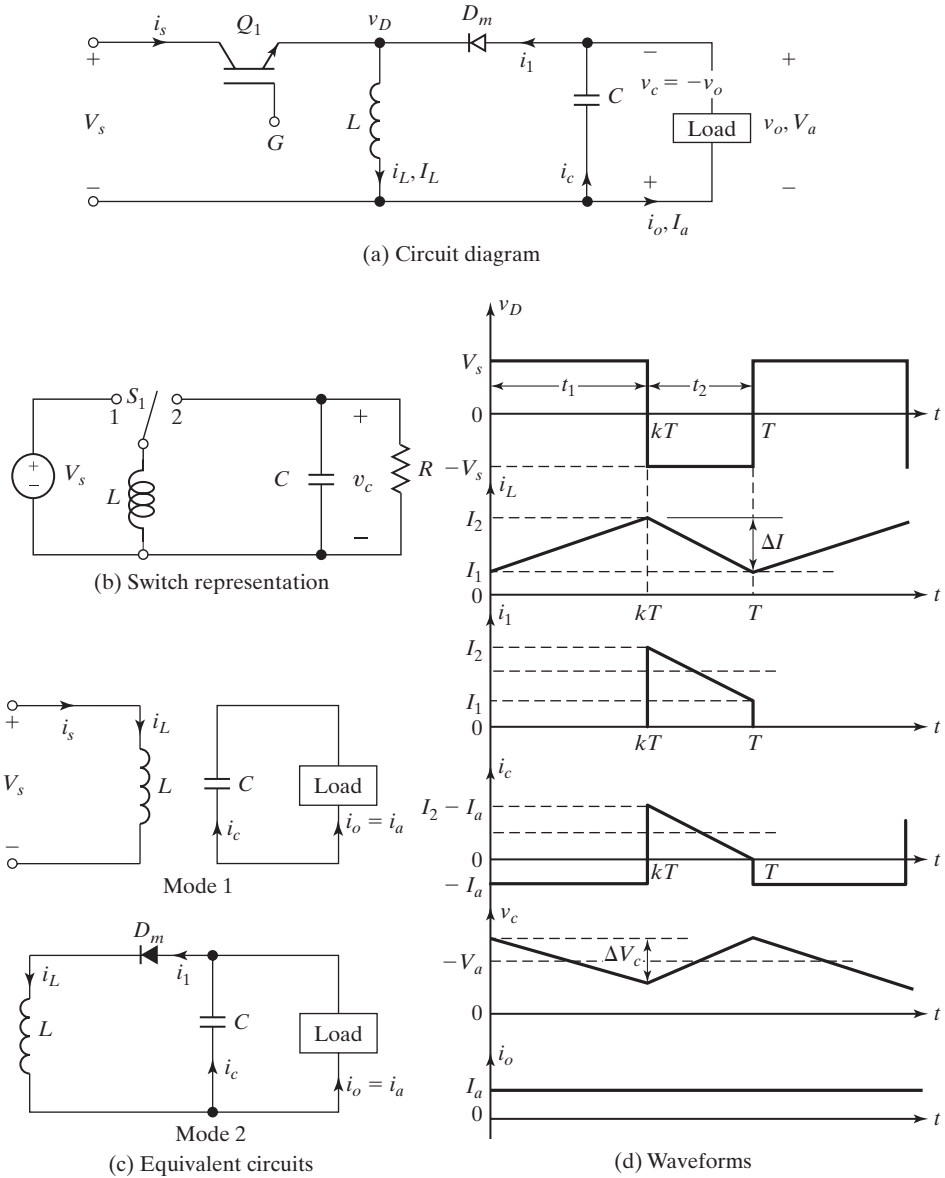 i_s Q_1 v_D D_m
+ i_1 − +
V_s G L C v_c = −v_o Load v_o, V_a
i_L, I_L i_c +
− i_o, I_a −
(a) Circuit diagram
S_1
1 2 +
+
−
V_s L C v_c R
−
(b) Switch representation
+ i_s i_L
V_s L C Load
− i_c i_o = i_a
Mode 1
D_m
i_L i_1
L C Load
i_c i_o = i_a
Mode 2
(c) Equivalent circuits
v_D
V_s
t_1 t_2
0 kT T t
−V_s
i_L
I_2
ΔI
I_1
0 kT T t
i_1
I_2
I_1
0 kT T t
i_c
I_2 − I_a
0 kT T t
− I_a
v_c
−V_a ΔV_c
0 t
i_o
I_a
0 t
(d) Waveforms